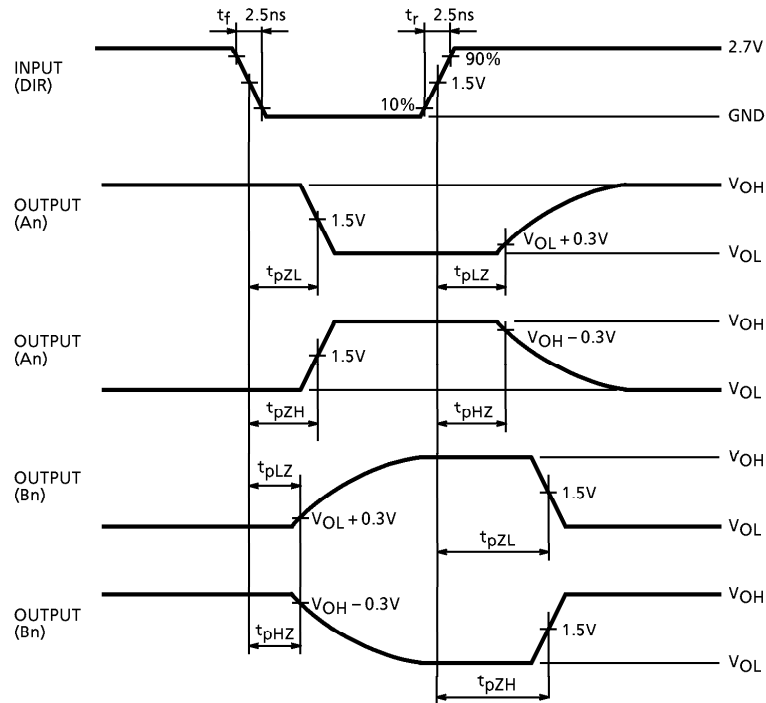 tf 2.5ns tr 2.5ns
INPUT (DIR)
2.7V
90%
1.5V
10%
GND
OUTPUT (An)
VOH
1.5V
VOL + 0.3V
VOL
tpZL tpLZ
OUTPUT (An)
VOH
VOH − 0.3V
1.5V
VOL
tpZH tpHZ
OUTPUT (Bn)
tpLZ
VOH
1.5V
VOL + 0.3V
VOL
tpZL
OUTPUT (Bn)
VOH
VOH − 0.3V
1.5V
tpHZ
VOL
tpZH